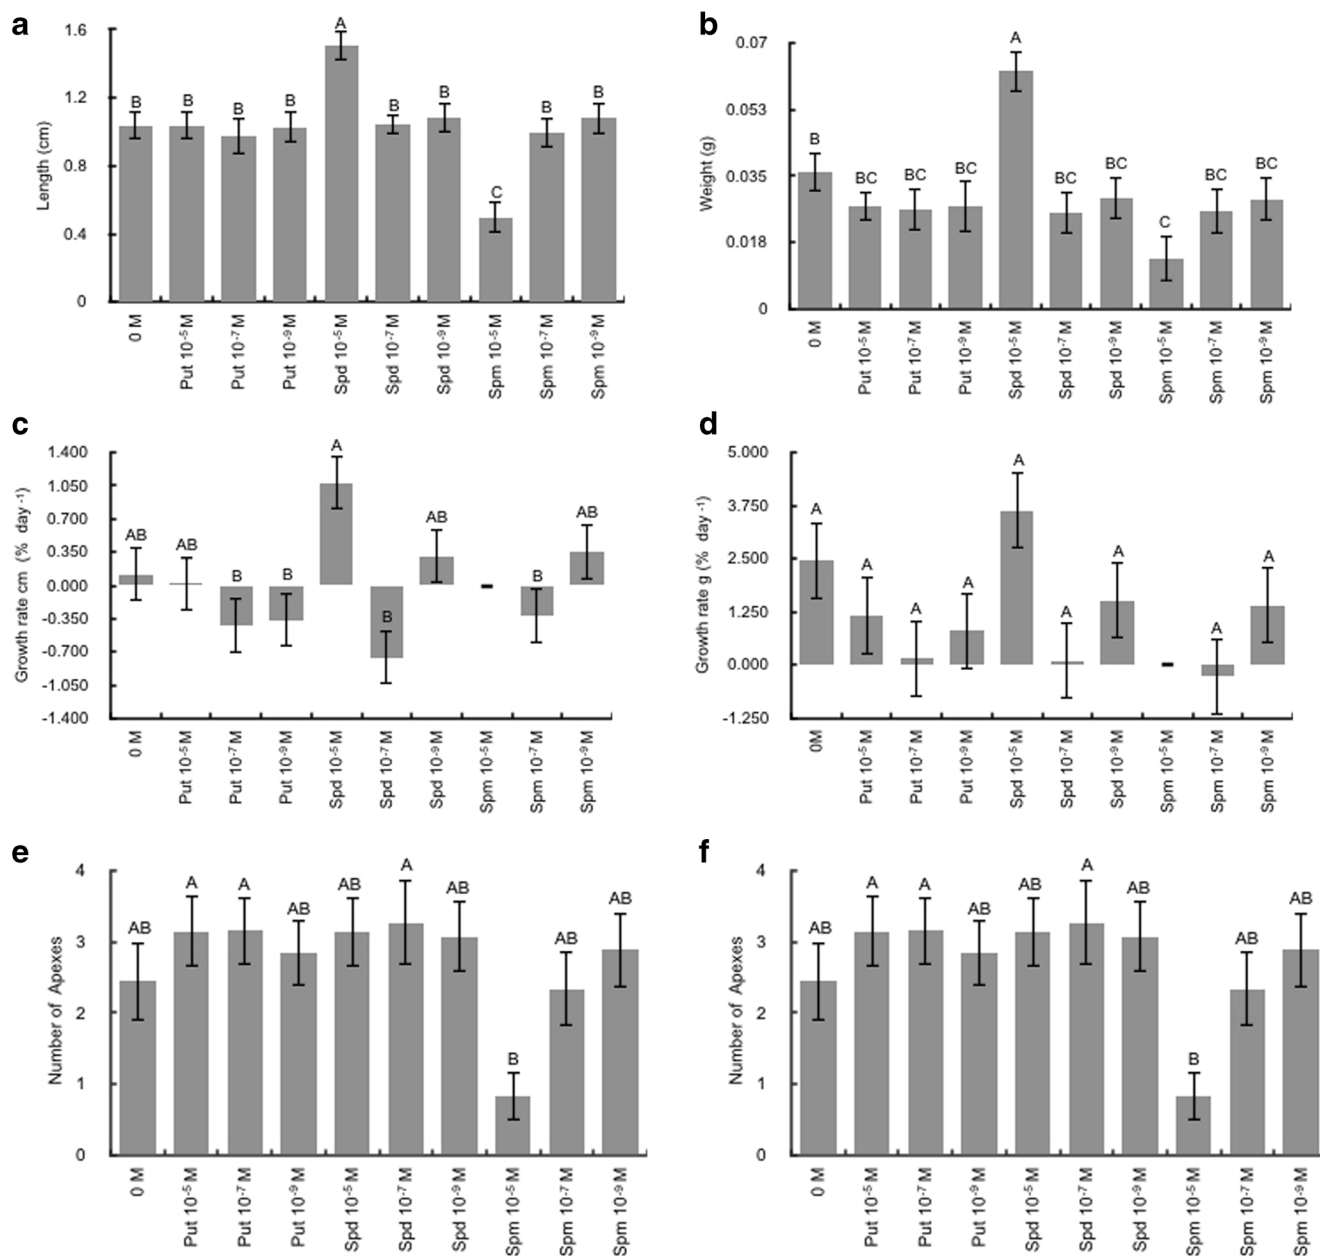 a
Length (cm)
1.6
1.2
0.8
0.4
0
B
B
B
B
A
B
B
C
B
B
0 M
Put 10⁻⁵ M
Put 10⁻⁷ M
Put 10⁻⁹ M
Spd 10⁻⁵ M
Spd 10⁻⁷ M
Spd 10⁻⁹ M
Spm 10⁻⁵ M
Spm 10⁻⁷ M
Spm 10⁻⁹ M
b
Weight (g)
0.07
0.053
0.035
0.018
0
B
BC
BC
BC
A
BC
BC
C
BC
BC
0 M
Put 10⁻⁵ M
Put 10⁻⁷ M
Put 10⁻⁹ M
Spd 10⁻⁵ M
Spd 10⁻⁷ M
Spd 10⁻⁹ M
Spm 10⁻⁵ M
Spm 10⁻⁷ M
Spm 10⁻⁹ M
c
Growth rate cm (% day ⁻¹)
1.400
1.050
0.700
0.350
0.000
-0.350
-0.700
-1.050
-1.400
AB
AB
B
B
A
B
AB
B
AB
0 M
Put 10⁻⁵ M
Put 10⁻⁷ M
Put 10⁻⁹ M
Spd 10⁻⁵ M
Spd 10⁻⁷ M
Spd 10⁻⁹ M
Spm 10⁻⁵ M
Spm 10⁻⁷ M
Spm 10⁻⁹ M
d
Growth rate g (% day ⁻¹)
5.000
3.750
2.500
1.250
0.000
-1.250
A
A
A
A
A
A
A
A
A
0M
Put 10⁻⁵ M
Put 10⁻⁷ M
Put 10⁻⁹ M
Spd 10⁻⁵ M
Spd 10⁻⁷ M
Spd 10⁻⁹ M
Spm 10⁻⁵ M
Spm 10⁻⁷ M
Spm 10⁻⁹ M
e
Number of Apexes
4
3
2
1
0
AB
A
A
AB
AB
A
AB
B
AB
AB
0 M
Put 10⁻⁵ M
Put 10⁻⁷ M
Put 10⁻⁹ M
Spd 10⁻⁵ M
Spd 10⁻⁷ M
Spd 10⁻⁹ M
Spm 10⁻⁵ M
Spm 10⁻⁷ M
Spm 10⁻⁹ M
f
Number of Apexes
4
3
2
1
0
AB
A
A
AB
AB
A
AB
B
AB
AB
0 M
Put 10⁻⁵ M
Put 10⁻⁷ M
Put 10⁻⁹ M
Spd 10⁻⁵ M
Spd 10⁻⁷ M
Spd 10⁻⁹ M
Spm 10⁻⁵ M
Spm 10⁻⁷ M
Spm 10⁻⁹ M